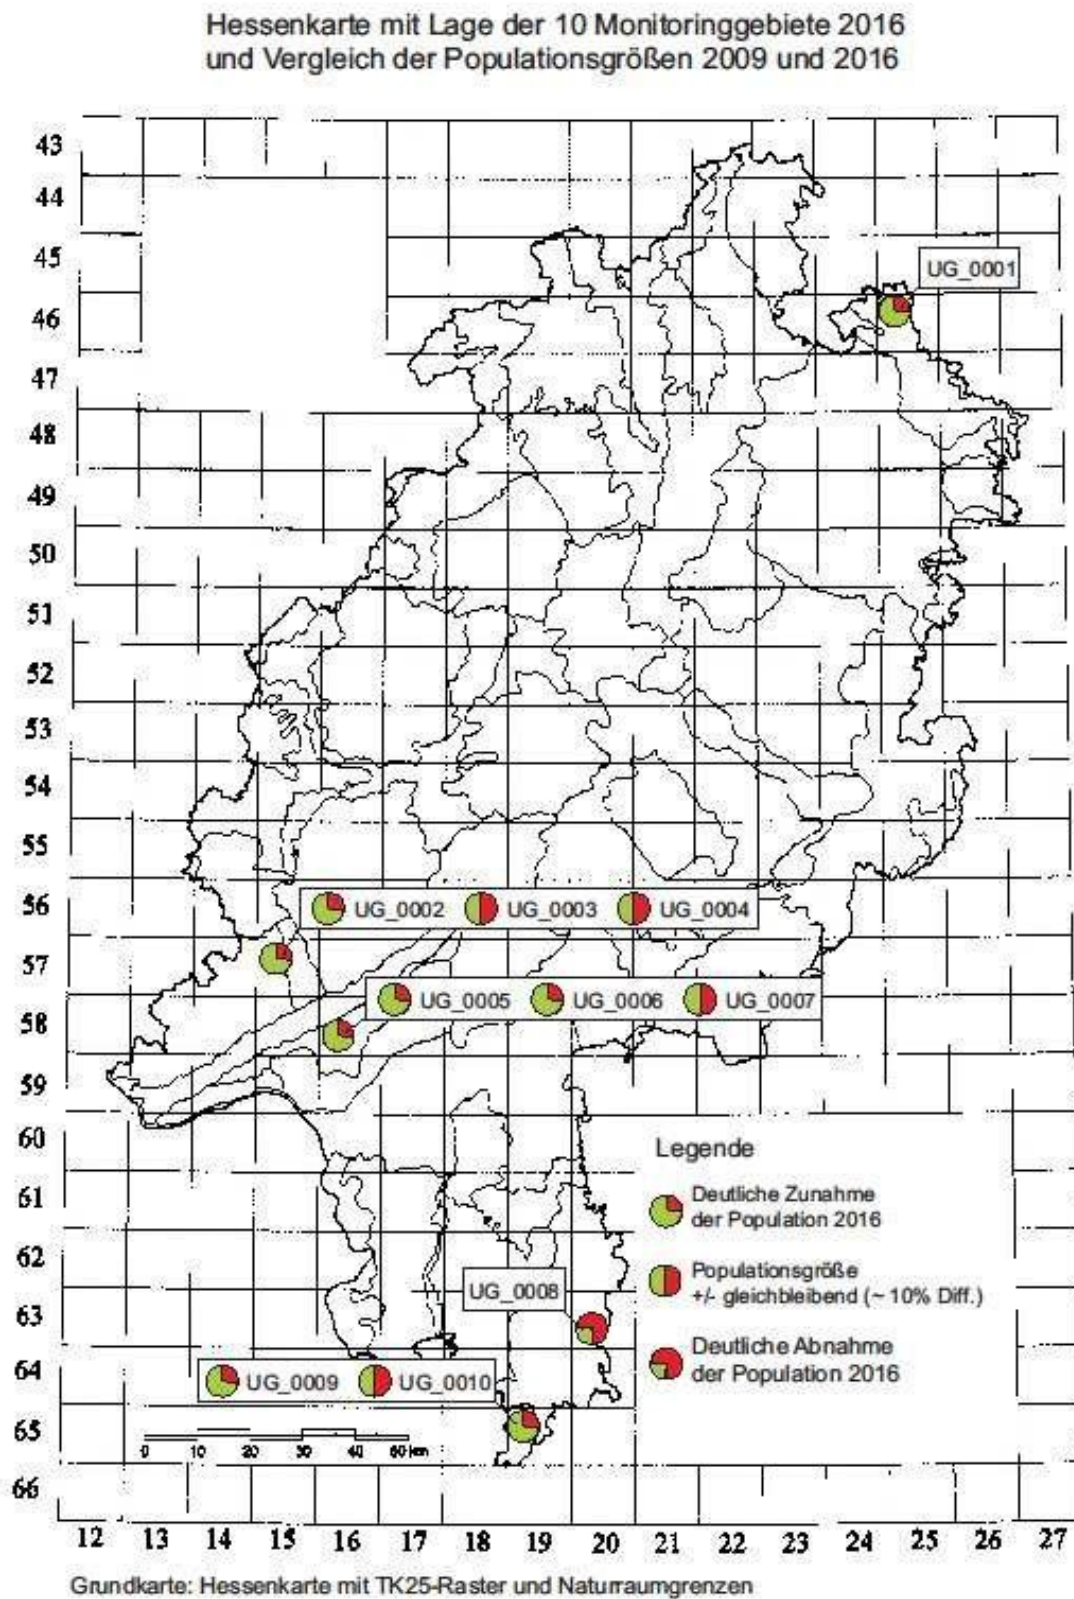 Hessenkarte mit Lage der 10 Monitoringgebiete 2016
und Vergleich der Populationsgrößen 2009 und 2016
43
44
45
UG_0001
46
47
48
49
50
51
52
53
54
55
56
UG_0002 UG_0003 UG_0004
57
UG_0005 UG_0006 UG_0007
58
59
60
Legende
61
Deutliche Zunahme
der Population 2016
62
Populationsgröße
+/- gleichbleibend (~ 10% Diff.)
UG_0008
63
Deutliche Abnahme
der Population 2016
64
UG_0009 UG_0010
65
0 10 20 30 40 50 km
66
12 13 14 15 16 17 18 19 20 21 22 23 24 25 26 27
Grundkarte: Hessenkarte mit TK25-Raster und Naturraumgrenzen